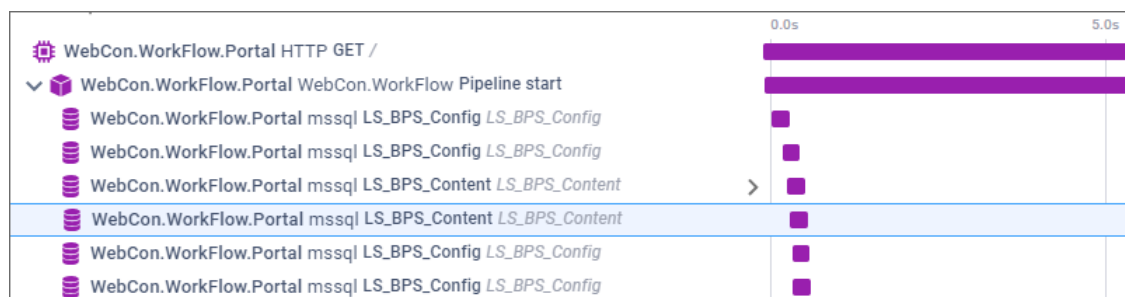 0.0s 5.0s
WebCon.WorkFlow.Portal HTTP GET /
WebCon.WorkFlow.Portal WebCon.WorkFlow Pipeline start
WebCon.WorkFlow.Portal mssql LS_BPS_Config LS_BPS_Config
WebCon.WorkFlow.Portal mssql LS_BPS_Config LS_BPS_Config
WebCon.WorkFlow.Portal mssql LS_BPS_Content LS_BPS_Content
WebCon.WorkFlow.Portal mssql LS_BPS_Content LS_BPS_Content
WebCon.WorkFlow.Portal mssql LS_BPS_Config LS_BPS_Config
WebCon.WorkFlow.Portal mssql LS_BPS_Config LS_BPS_Config